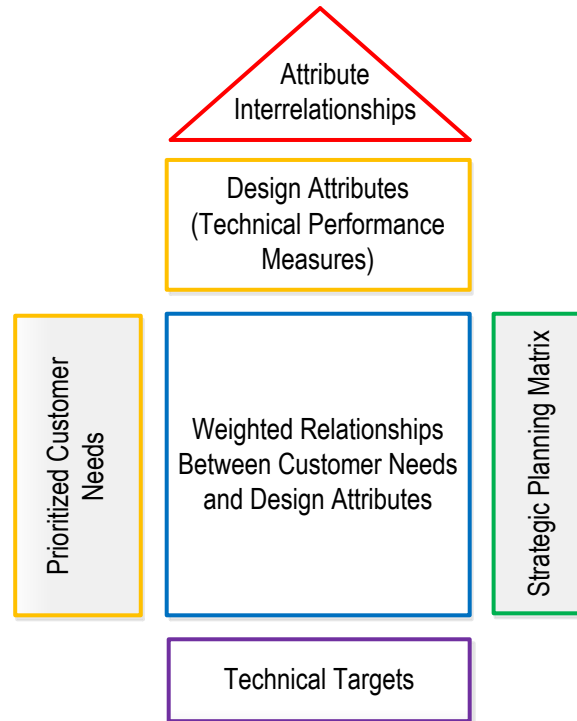 Attribute
Interrelationships
Design Attributes
(Technical Performance
Measures)
Prioritized Customer
Needs
Weighted Relationships
Between Customer Needs
and Design Attributes
Strategic Planning Matrix
Technical Targets